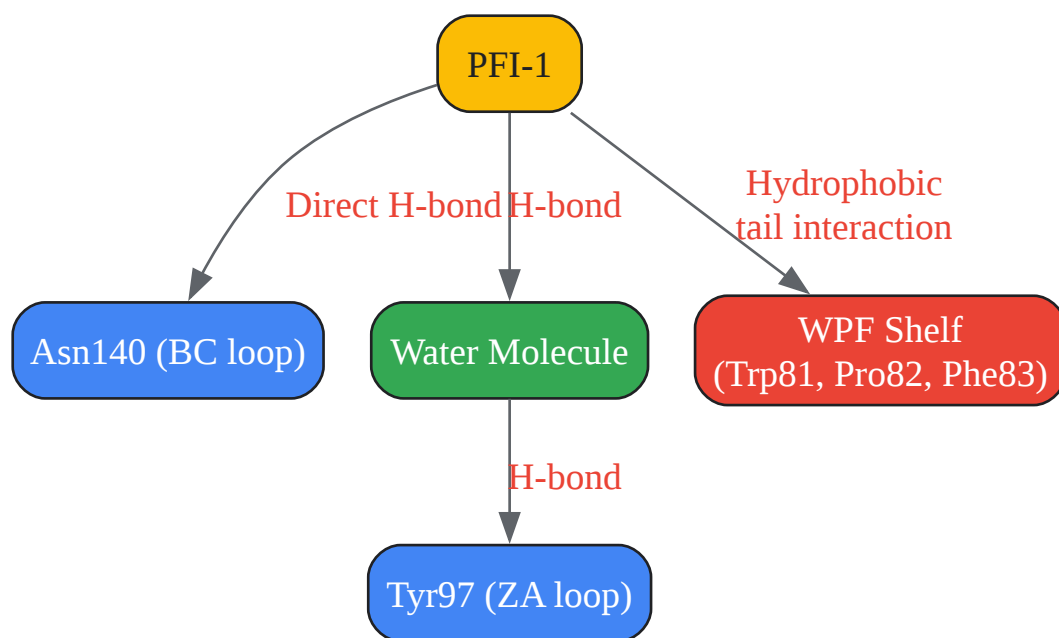 PFI-1
Direct H-bond
H-bond
Hydrophobic
tail interaction
Asn140 (BC loop)
Water Molecule
WPF Shelf
(Trp81, Pro82, Phe83)
H-bond
Tyr97 (ZA loop)